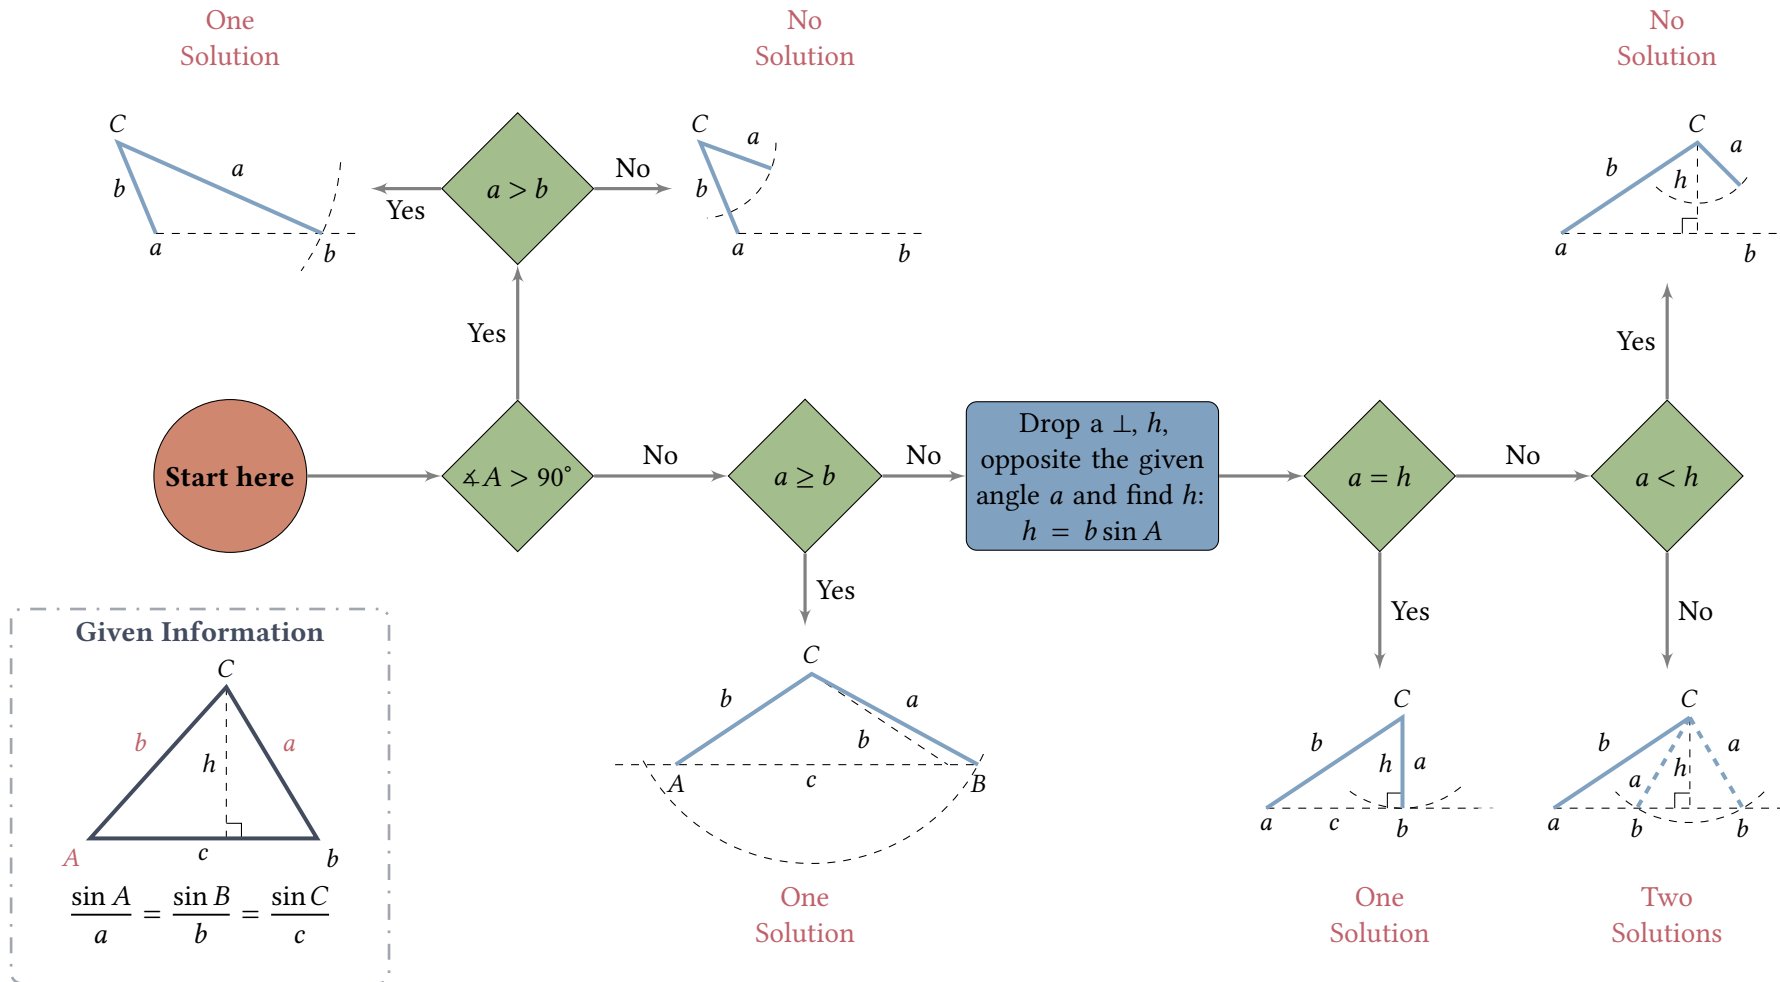 One
Solution
No
Solution
No
Solution
C
a
b
a
b
a > b
Yes
No
C
a
b
a
b
C
a
b
h
a
b
Yes
Yes
Start here
∡A > 90°
No
a ≥ b
No
Drop a ⊥, h,
opposite the given
angle a and find h:
h = b sin A
a = h
No
a < h
Yes
Yes
No
Given Information
C
b
a
h
A
c
b
sin A / a = sin B / b = sin C / c
C
b
a
b
A
c
B
One
Solution
C
b
h
a
a
c
b
One
Solution
C
b
a
a
h
a
b
b
Two
Solutions